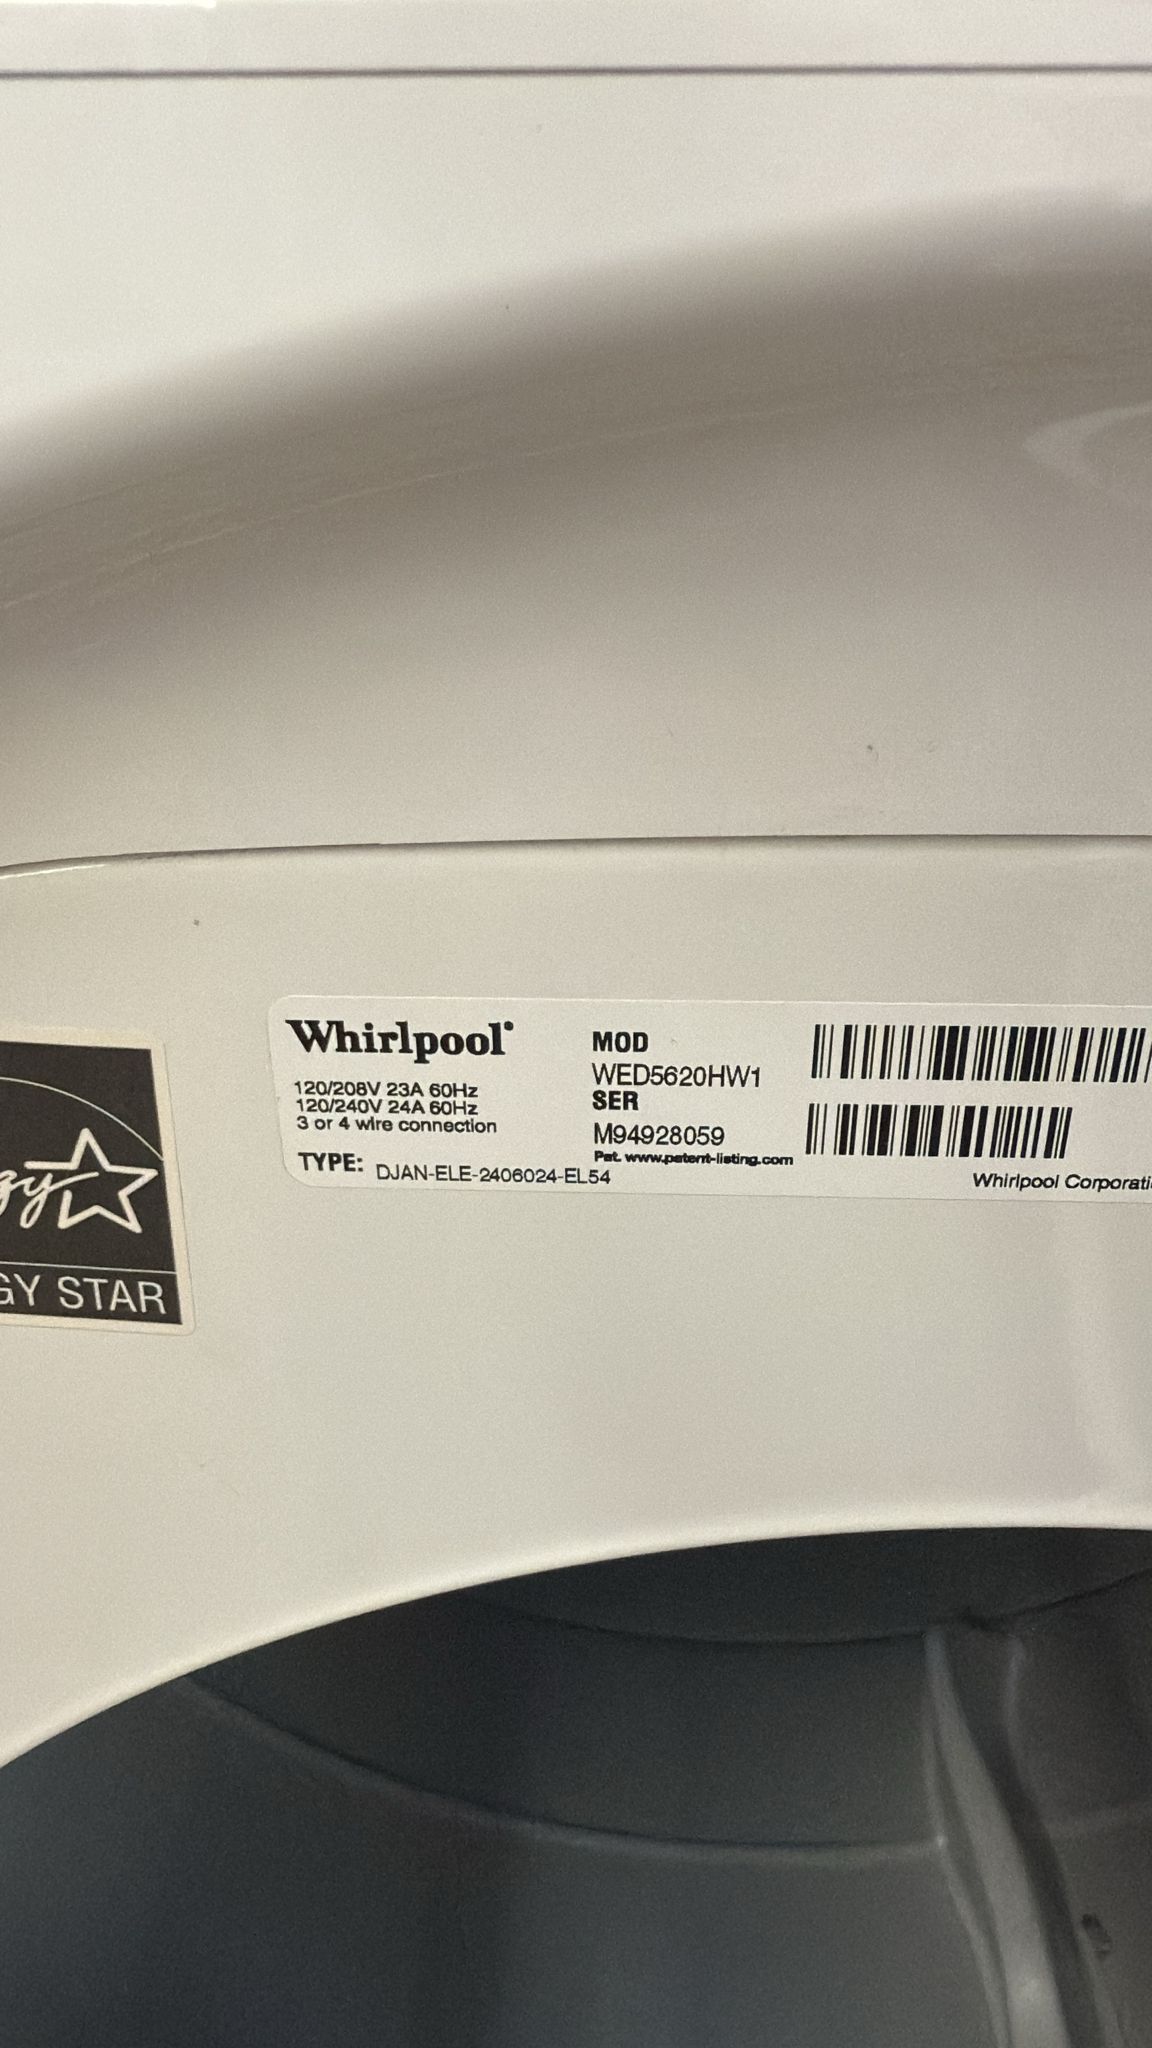 Whirlpool®
120/208V 23A 60Hz
120/240V 24A 60Hz
3 or 4 wire connection
TYPE: DJAN-ELE-2406024-EL54
MOD
WED5620HW1
SER
M94928059
Pat. www.patent-listing.com
Whirlpool Corporati
gy
GY STAR